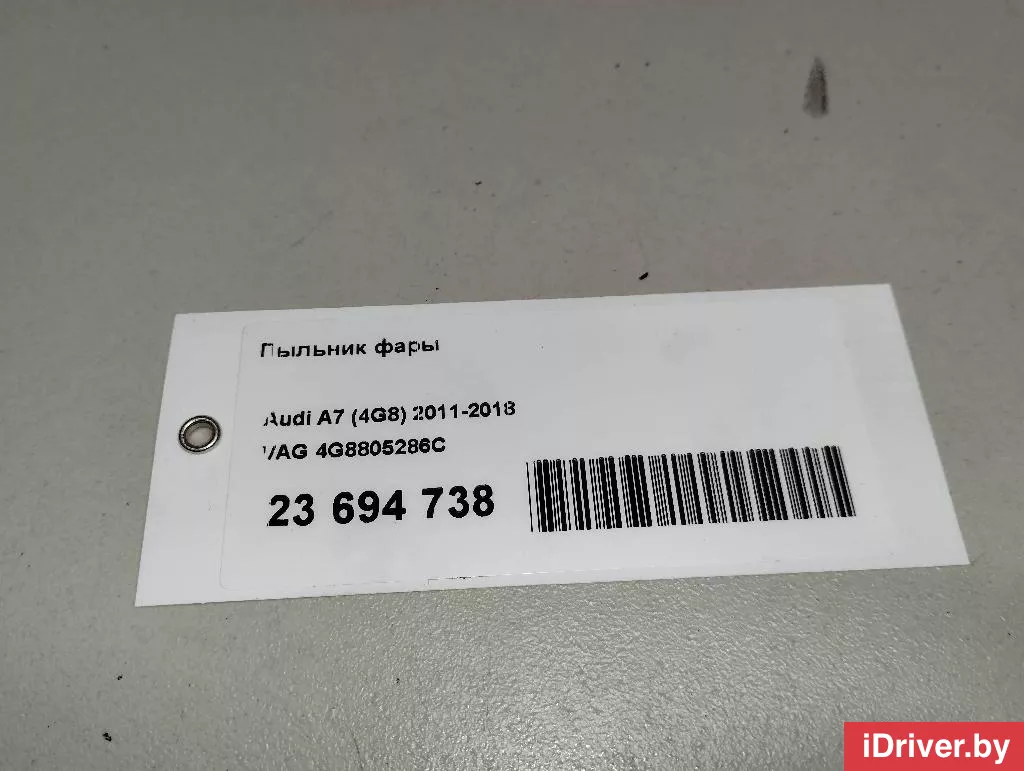 Пыльник фары
Audi A7 (4G8) 2011-2018
VAG 4G8805286C
23 694 738
iDriver.by